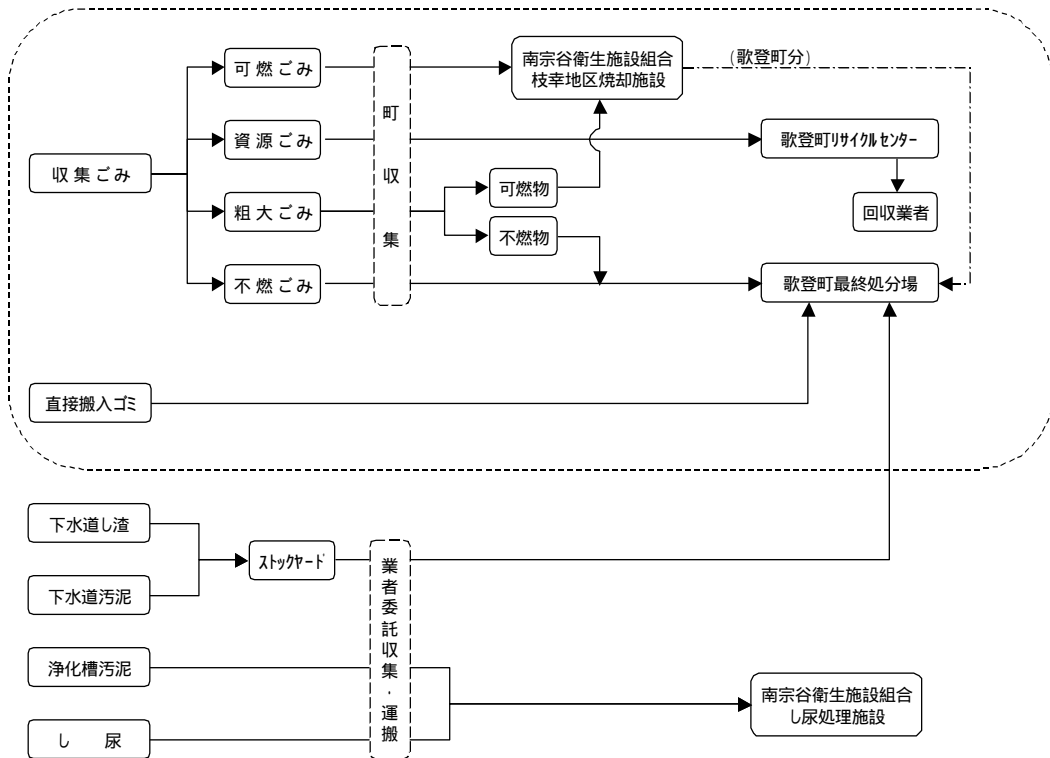 可燃ごみ
南宗谷衛生施設組合
枝幸地区焼却施設
(歌登町分)
資源ごみ
歌登町ﾘｻｲｸﾙセンター
収集ごみ
町収集
可燃物
粗大ごみ
回収業者
不燃物
不燃ごみ
歌登町最終処分場
直接搬入ゴミ
下水道し渣
ｽﾄｯｸﾔｰﾄﾞ
下水道汚泥
業者委託収集・運搬
浄化槽汚泥
南宗谷衛生施設組合
し尿処理施設
し　尿